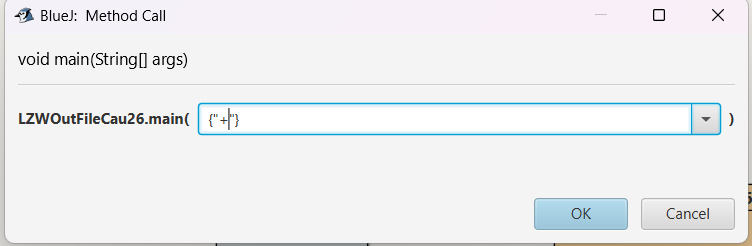 BlueJ: Method Call
void main(String[] args)
LZWOutFileCau26.main( {"+"} )
OK Cancel